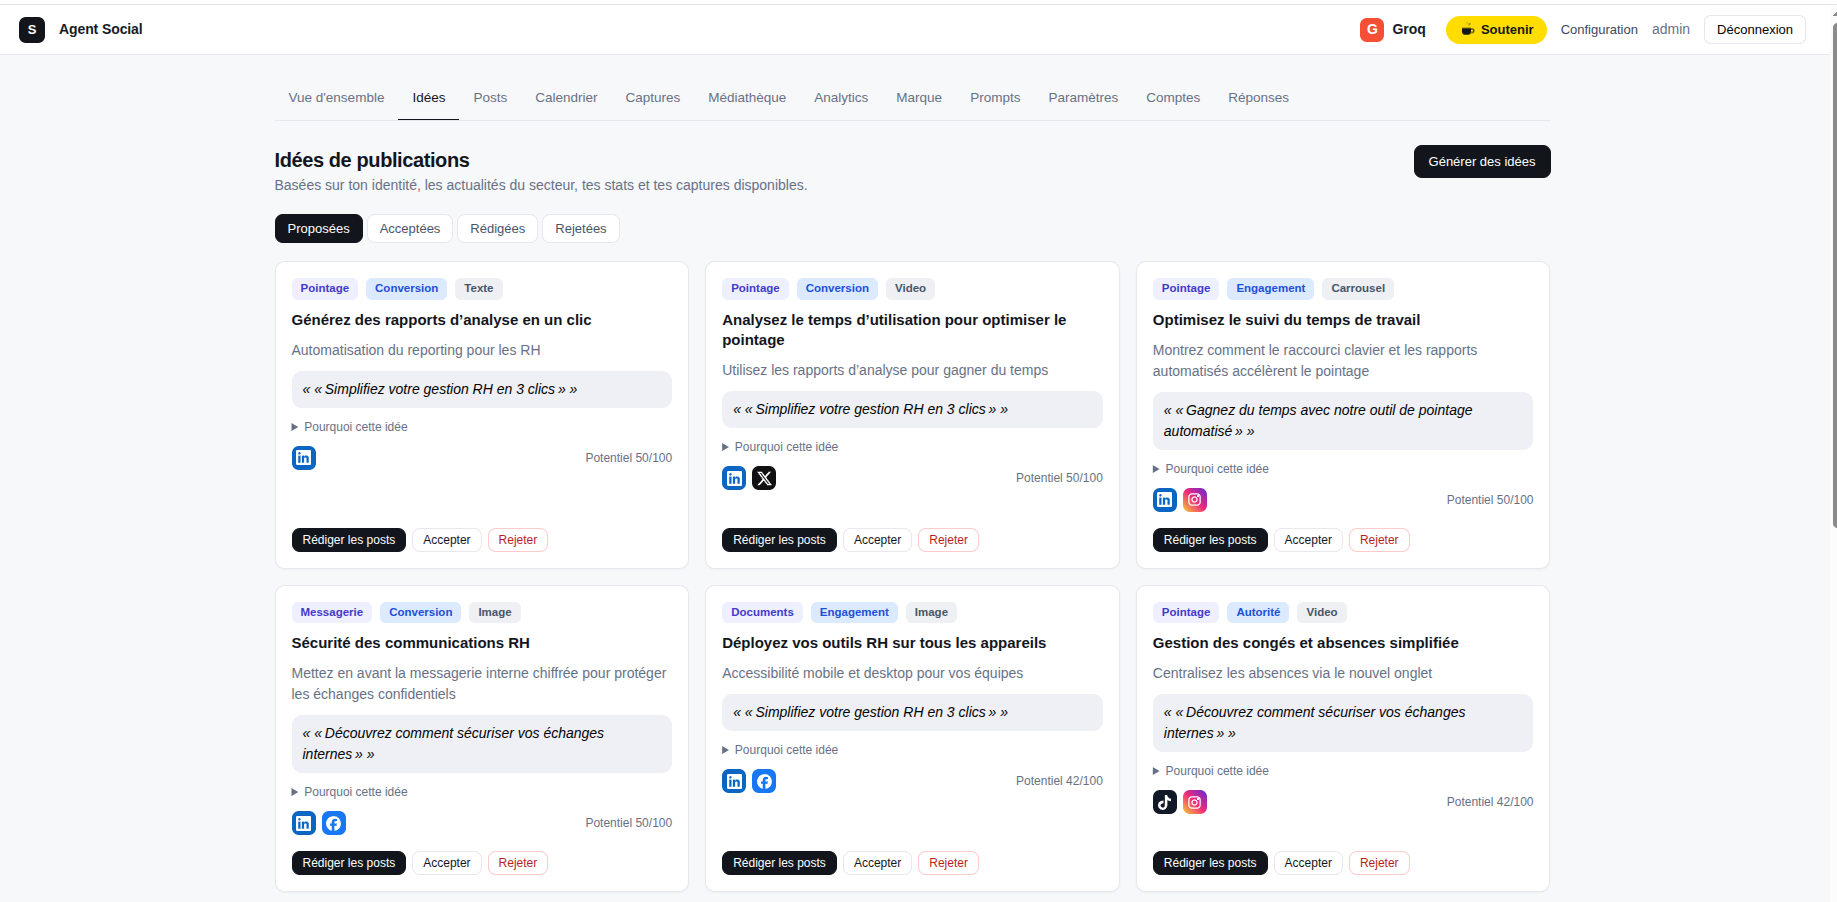 S Agent Social G Groq Soutenir Configuration admin Déconnexion
Vue d'ensemble Idées Posts Calendrier Captures Médiathèque Analytics Marque Prompts Paramètres Comptes Réponses
Idées de publications
Générer des idées
Basées sur ton identité, les actualités du secteur, tes stats et tes captures disponibles.
Proposées Acceptées Rédigées Rejetées
Pointage Conversion Texte
Générez des rapports d’analyse en un clic
Automatisation du reporting pour les RH
« « Simplifiez votre gestion RH en 3 clics » »
Pourquoi cette idée
Potentiel 50/100
Rédiger les posts Accepter Rejeter
Pointage Conversion Video
Analysez le temps d’utilisation pour optimiser le
pointage
Utilisez les rapports d’analyse pour gagner du temps
« « Simplifiez votre gestion RH en 3 clics » »
Pourquoi cette idée
Potentiel 50/100
Rédiger les posts Accepter Rejeter
Pointage Engagement Carrousel
Optimisez le suivi du temps de travail
Montrez comment le raccourci clavier et les rapports
automatisés accélèrent le pointage
« « Gagnez du temps avec notre outil de pointage
automatisé » »
Pourquoi cette idée
Potentiel 50/100
Rédiger les posts Accepter Rejeter
Messagerie Conversion Image
Sécurité des communications RH
Mettez en avant la messagerie interne chiffrée pour protéger
les échanges confidentiels
« « Découvrez comment sécuriser vos échanges
internes » »
Pourquoi cette idée
Potentiel 50/100
Rédiger les posts Accepter Rejeter
Documents Engagement Image
Déployez vos outils RH sur tous les appareils
Accessibilité mobile et desktop pour vos équipes
« « Simplifiez votre gestion RH en 3 clics » »
Pourquoi cette idée
Potentiel 42/100
Rédiger les posts Accepter Rejeter
Pointage Autorité Video
Gestion des congés et absences simplifiée
Centralisez les absences via le nouvel onglet
« « Découvrez comment sécuriser vos échanges
internes » »
Pourquoi cette idée
Potentiel 42/100
Rédiger les posts Accepter Rejeter